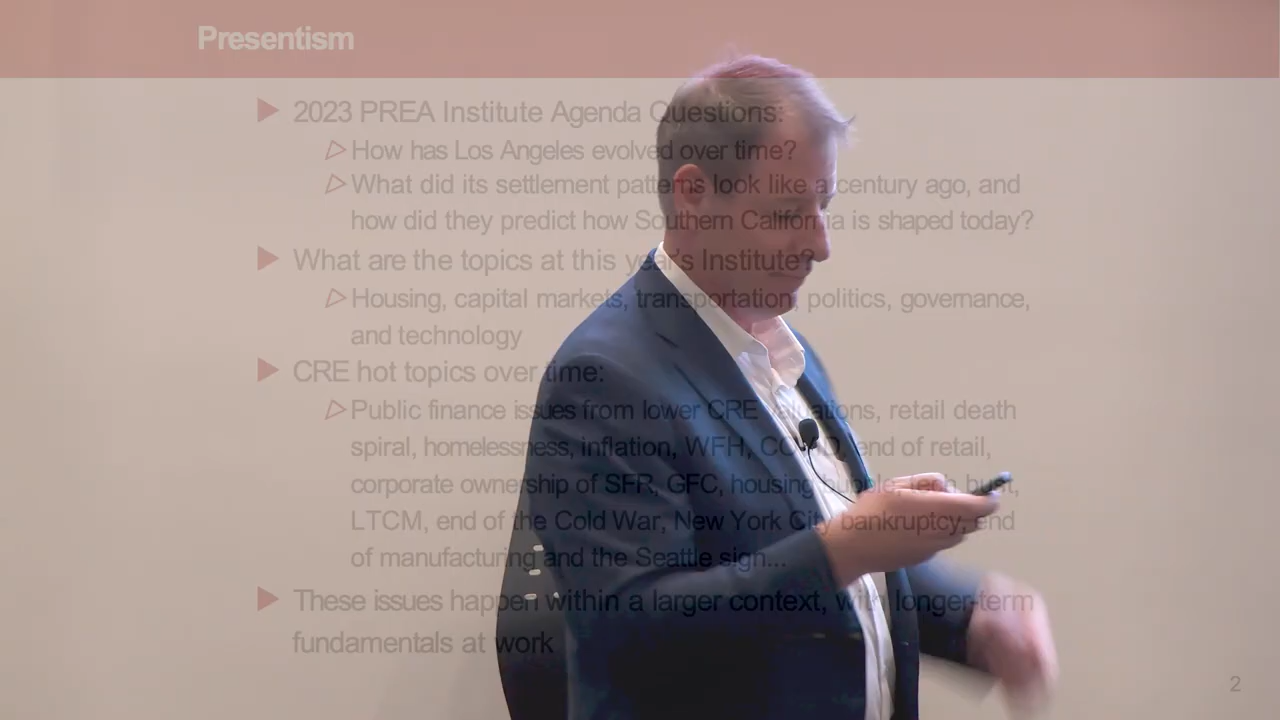 Presentism
2023 PREA Institute Agenda Questions:
How has Los Angeles evolved over time?
What did its settlement patterns look like a century ago, and
how did they predict how Southern California is shaped today?
What are the topics at this year's Institute?
Housing, capital markets, transportation, politics, governance,
and technology
CRE hot topics over time:
Public finance issues from lower CRE valuations, retail death
spiral, homelessness, inflation, WFH, COVID, end of retail,
corporate ownership of SFR, GFC, housing bubble, tech bust,
LTCM, end of the Cold War, New York City bankruptcy, end
of manufacturing and the Seattle sign...
These issues happen within a larger context, with longer-term
fundamentals at work
2